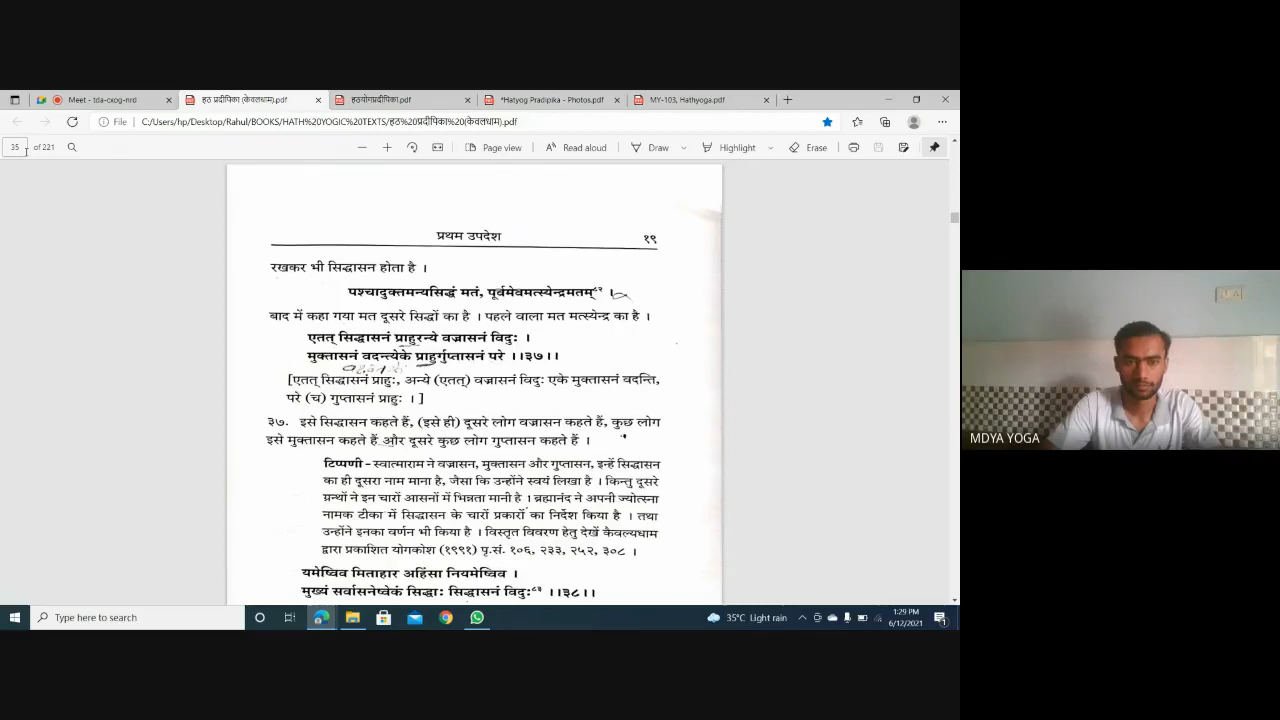 Meet - tda-cxog-nrd
हठ प्रदीपिका (केवलधाम).pdf
हठयोगप्रदीपिका.pdf
*Hatyog Pradipika - Photos.pdf
MY-103, Hathyoga.pdf
File
C:/Users/hp/Desktop/Rahul/BOOKS/HATH%20YOGIC%20TEXTS/हठ%20प्रदीपिका%20(केवलधाम).pdf
35 of 221
Page view
Read aloud
Draw
Highlight
Erase
प्रथम उपदेश १९
रखकर भी सिद्धासन होता है ।
पश्चादुक्तमन्यसिद्धं मतं, पूर्वमेवमत्स्येन्द्रमतम्८२ ।
बाद में कहा गया मत दूसरे सिद्धों का है । पहले वाला मत मत्स्येन्द्र का है ।
एतत् सिद्धासनं प्राहुरन्ये वज्रासनं विदुः ।
मुक्तासनं वदन्त्येके प्राहुर्गुप्तासनं परे ।।३७।।
[एतत् सिद्धासनं प्राहुः, अन्ये (एतत्) वज्रासनं विदुः एके मुक्तासनं वदन्ति,
परे (च) गुप्तासनं प्राहुः । ]
३७. इसे सिद्धासन कहते हैं, (इसे ही) दूसरे लोग वज्रासन कहते हैं, कुछ लोग
इसे मुक्तासन कहते हैं और दूसरे कुछ लोग गुप्तासन कहते हैं ।
टिप्पणी - स्वात्माराम ने वज्रासन, मुक्तासन और गुप्तासन, इन्हें सिद्धासन
का ही दूसरा नाम माना है, जैसा कि उन्होंने स्वयं लिखा है । किन्तु दूसरे
ग्रन्थों ने इन चारों आसनों में भिन्नता मानी है । ब्रह्मानंद ने अपनी ज्योत्स्ना
नामक टीका में सिद्धासन के चारों प्रकारों का निर्देश किया है । तथा
उन्होंने इनका वर्णन भी किया है । विस्तृत विवरण हेतु देखें कैवल्यधाम
द्वारा प्रकाशित योगकोश (१९९१) पृ.सं. १०६, २३३, २५२, ३०८ ।
यमेष्विव मिताहार अहिंसा नियमेष्विव ।
मुख्यं सर्वासनेष्वेकं सिद्धाः सिद्धासनं विदुः८३ ।।३८।।
MDYA YOGA
Type here to search
35°C Light rain
1:29 PM
6/12/2021